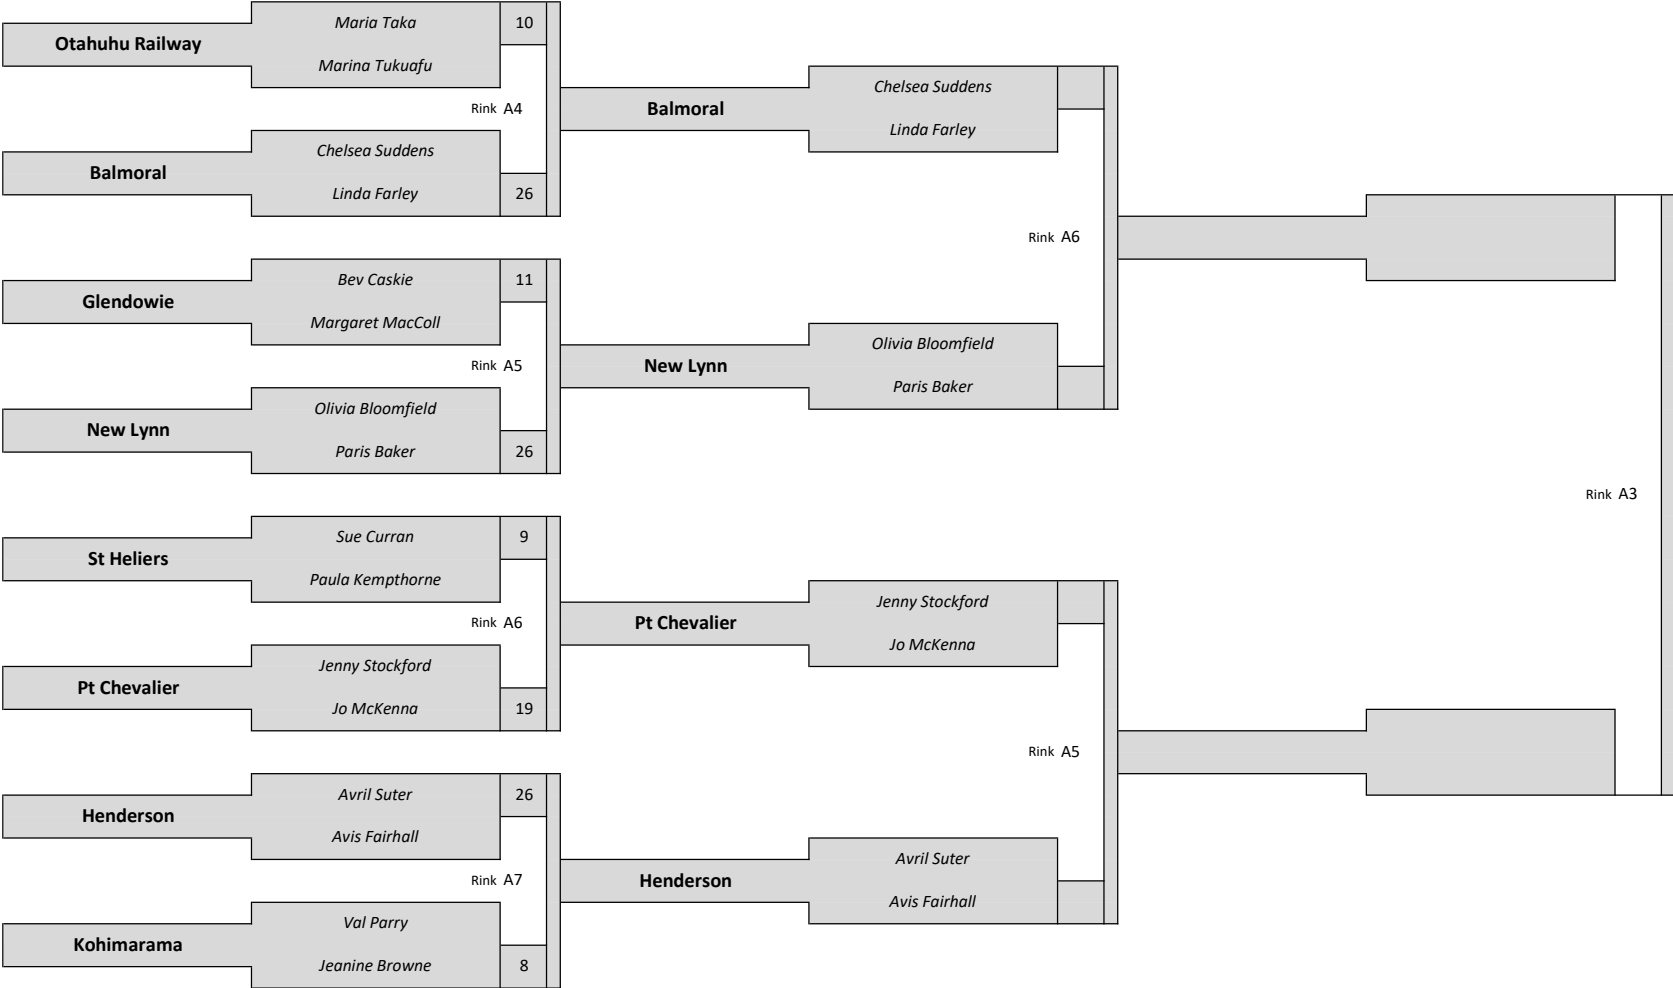 Maria Taka 10
Otahuhu Railway
Marina Tukuafu
Rink A4
Chelsea Suddens
Balmoral
Linda Farley 26
Balmoral
Chelsea Suddens
Linda Farley
Rink A6
Bev Caskie 11
Glendowie
Margaret MacColl
Rink A5
Olivia Bloomfield
New Lynn
Paris Baker 26
New Lynn
Olivia Bloomfield
Paris Baker
Rink A3
Sue Curran 9
St Heliers
Paula Kempthorne
Rink A6
Jenny Stockford
Pt Chevalier
Jo McKenna 19
Pt Chevalier
Jenny Stockford
Jo McKenna
Rink A5
Avril Suter 26
Henderson
Avis Fairhall
Rink A7
Val Parry
Kohimarama
Jeanine Browne 8
Henderson
Avril Suter
Avis Fairhall